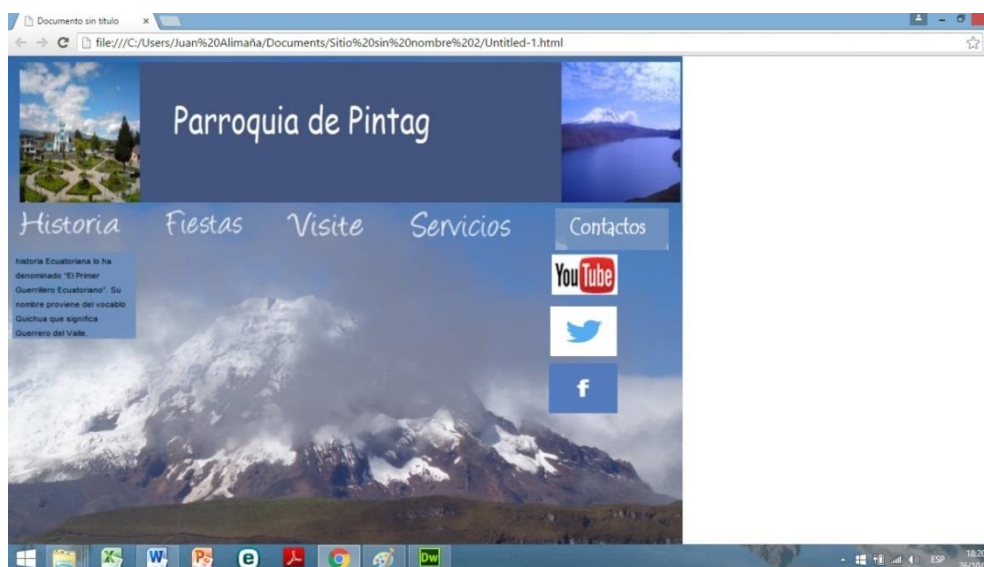 Documento sin título
file:///C:/Users/Juan%20Alimaña/Documents/Sitio%20sin%20nombre%202/Untitled-1.html
Parroquia de Pintag
Historia Fiestas Visite Servicios Contactos
historia Ecuatoriana lo ha
denominado "El Primer
Guerrillero Ecuatoriano". Su
nombre proviene del vocablo
Quichua que significa
Guerrero del Valle.
You Tube
f
Dw
ESP
18:20